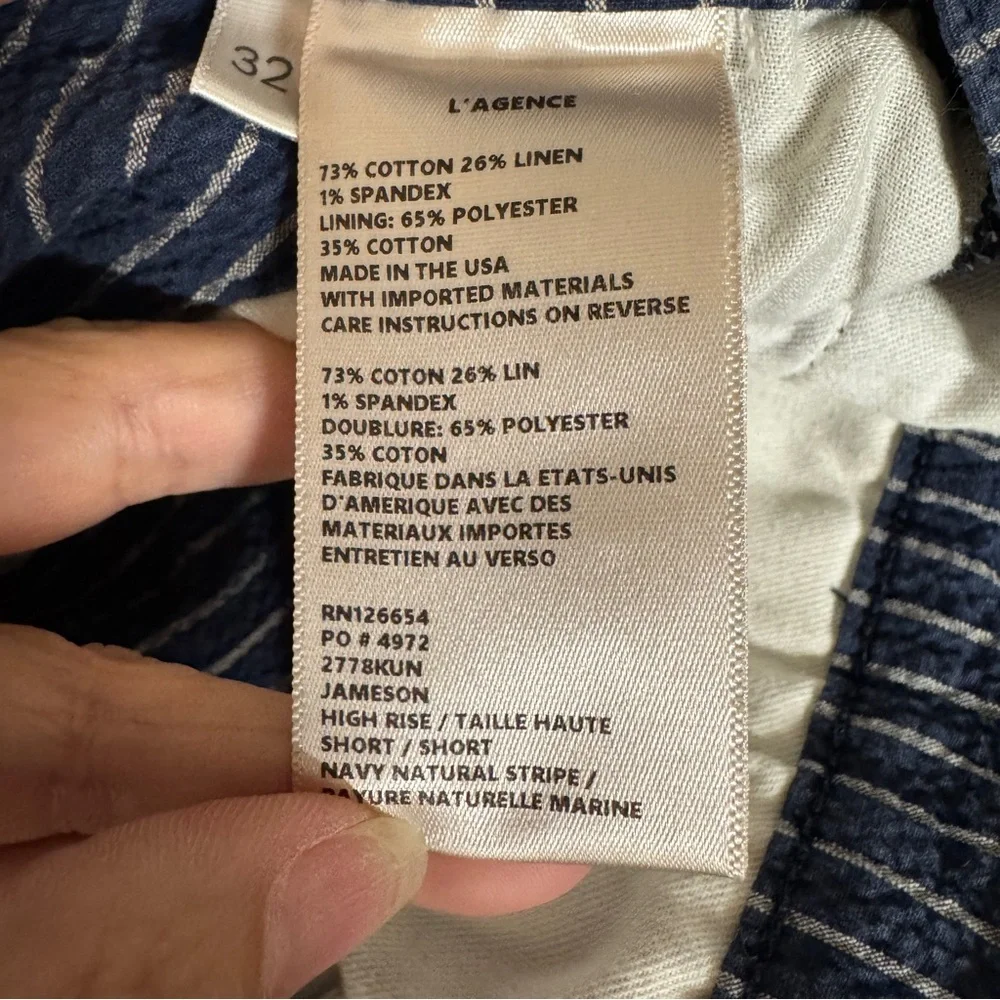 32
L'AGENCE
73% COTTON 26% LINEN
1% SPANDEX
LINING: 65% POLYESTER
35% COTTON
MADE IN THE USA
WITH IMPORTED MATERIALS
CARE INSTRUCTIONS ON REVERSE
73% COTON 26% LIN
1% SPANDEX
DOUBLURE: 65% POLYESTER
35% COTON
FABRIQUE DANS LA ETATS-UNIS
D'AMERIQUE AVEC DES
MATERIAUX IMPORTES
ENTRETIEN AU VERSO
RN126654
PO # 4972
2778KUN
JAMESON
HIGH RISE / TAILLE HAUTE
SHORT / SHORT
NAVY NATURAL STRIPE /
RAYURE NATURELLE MARINE